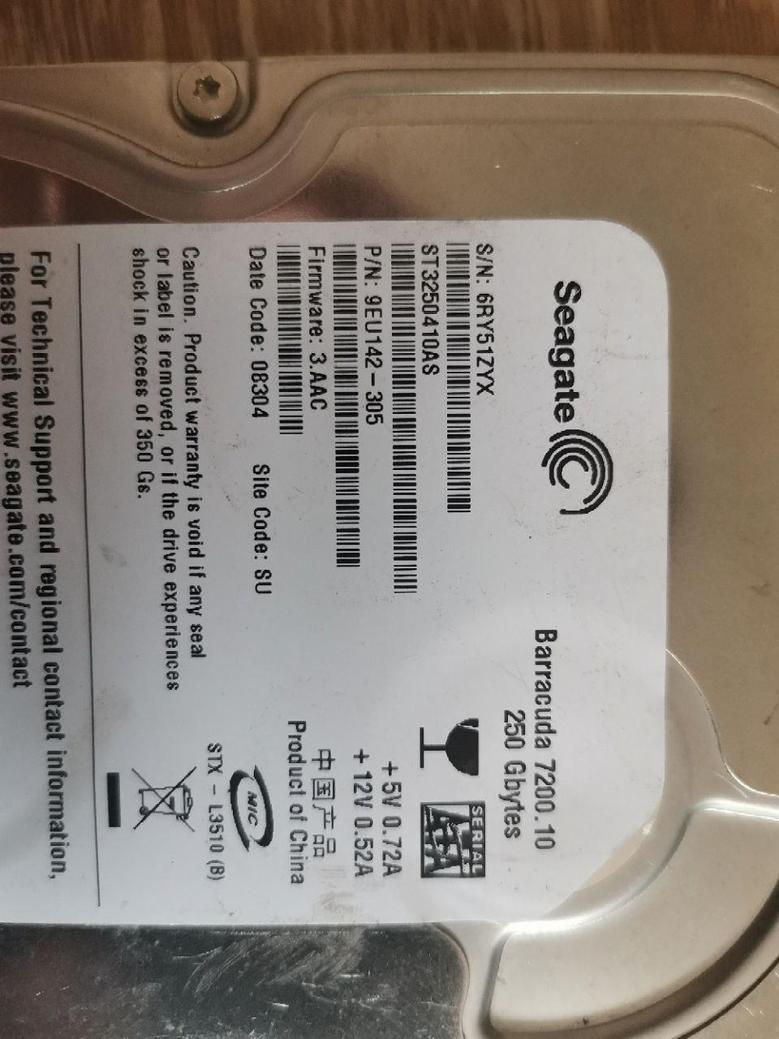 Seagate
Barracuda 7200.10
250 Gbytes
S/N: 6RY51ZYX
ST3250410AS
P/N: 9EU142-305
Firmware: 3.AAC
Date Code: 08304 Site Code: SU
SERIAL
ATA
+5V 0.72A
+12V 0.52A
中国产品
Product of China
MIC
STX - L3510 (B)
Caution. Product warranty is void if any seal
or label is removed, or if the drive experiences
shock in excess of 350 Gs.
For Technical Support and regional contact information,
please visit www.seagate.com/contact